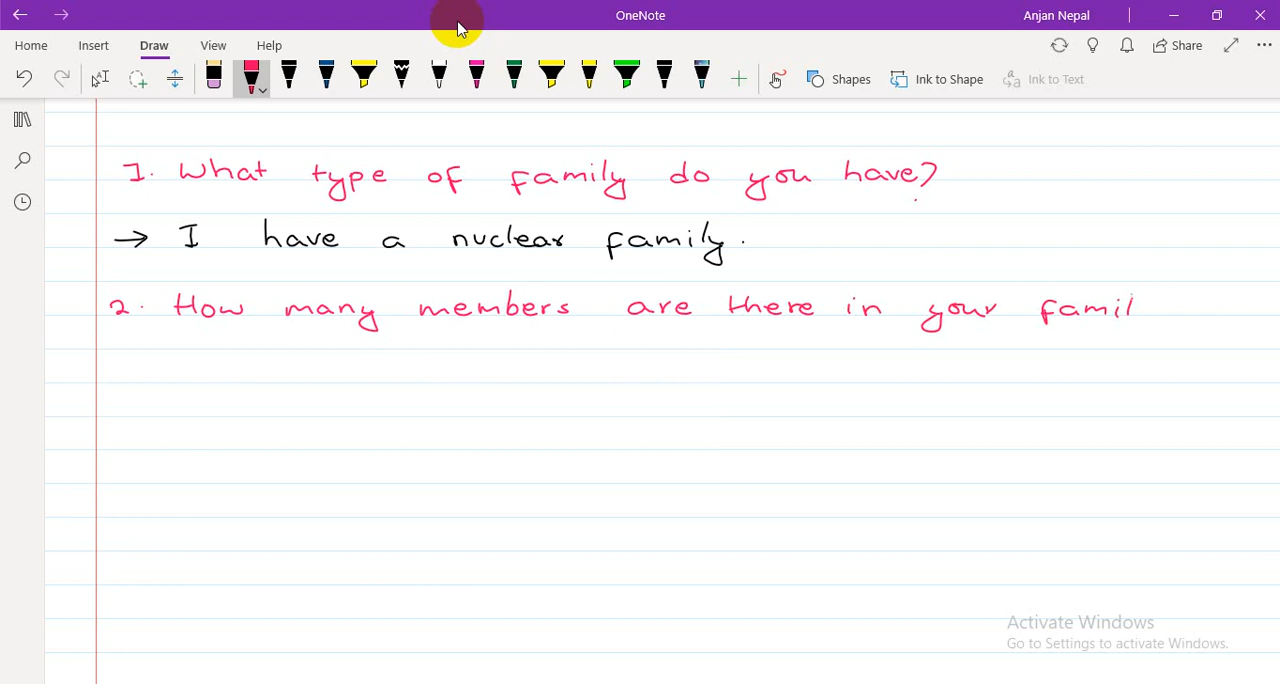 OneNote
Anjan Nepal
Home Insert Draw View Help
Share
Shapes Ink to Shape Ink to Text
1. What type of family do you have?
→ I have a nuclear family.
2. How many members are there in your famil
Activate Windows
Go to Settings to activate Windows.